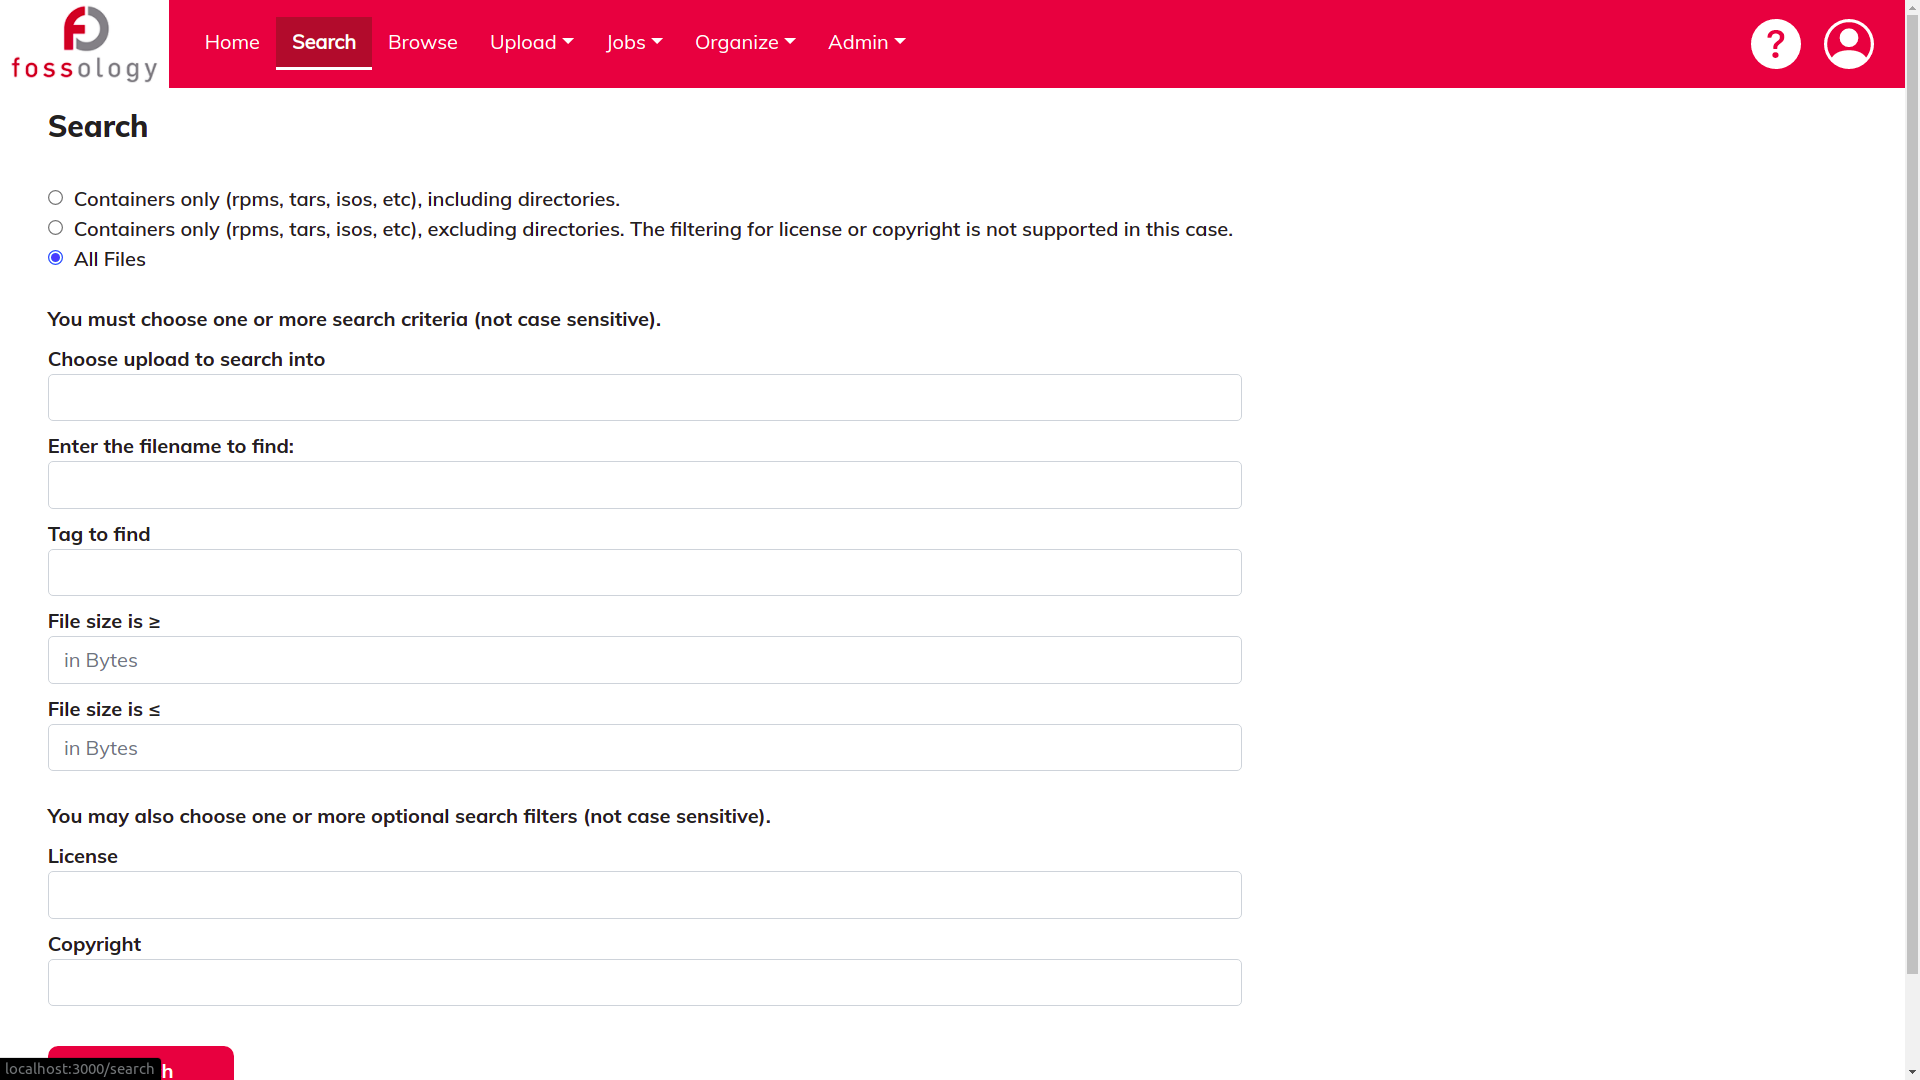 fossology
Home Search Browse Upload Jobs Organize Admin ?
Search
Containers only (rpms, tars, isos, etc), including directories.
Containers only (rpms, tars, isos, etc), excluding directories. The filtering for license or copyright is not supported in this case.
All Files
You must choose one or more search criteria (not case sensitive).
Choose upload to search into
Enter the filename to find:
Tag to find
File size is ≥
in Bytes
File size is ≤
in Bytes
You may also choose one or more optional search filters (not case sensitive).
License
Copyright
localhost:3000/search